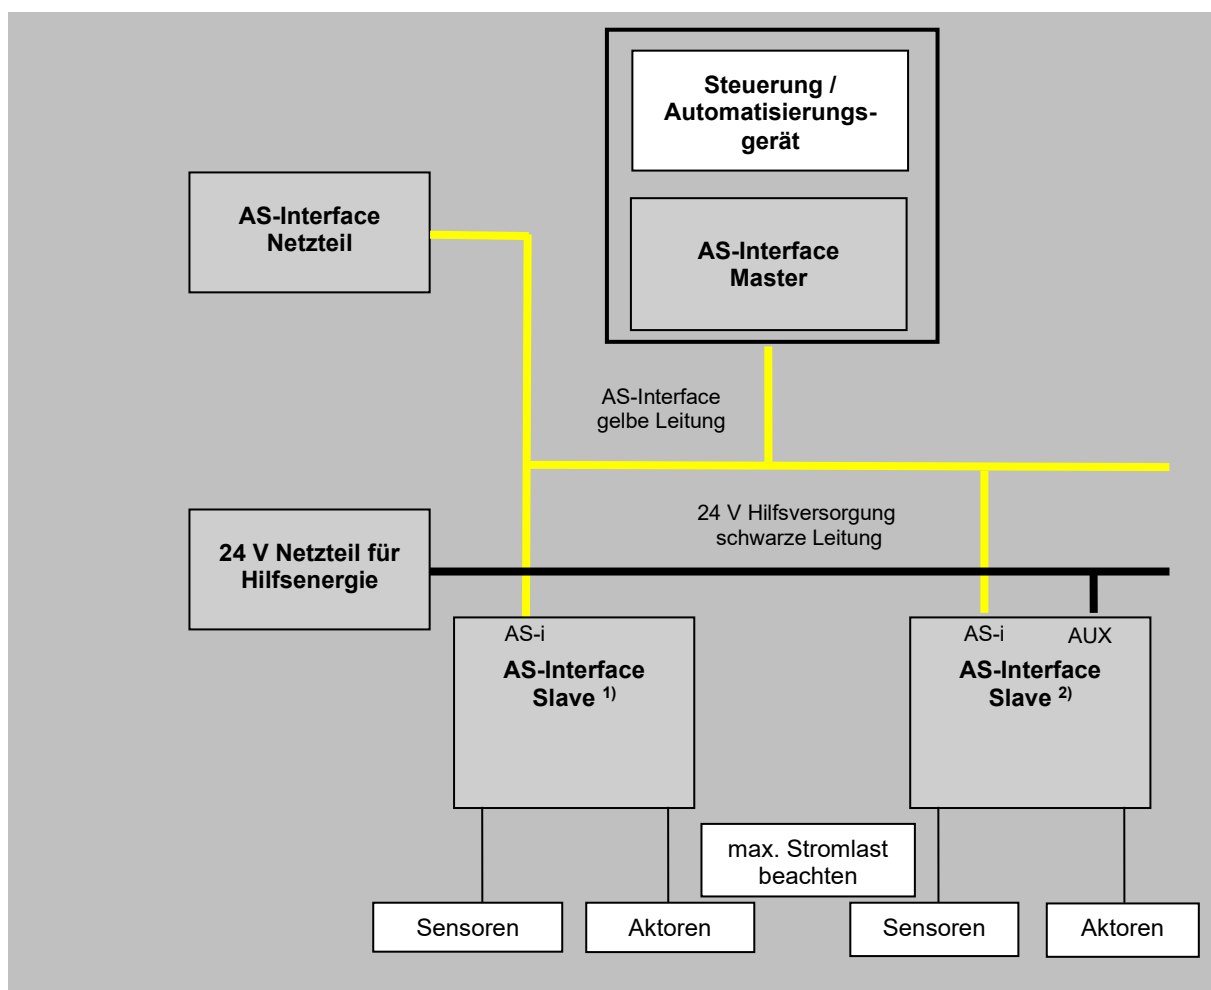 Steuerung /
Automatisierungs-
gerät
AS-Interface
Netzteil
AS-Interface
Master
AS-Interface
gelbe Leitung
24 V Hilfsversorgung
schwarze Leitung
24 V Netzteil für
Hilfsenergie
AS-i
AS-Interface
Slave 1)
AS-i AUX
AS-Interface
Slave 2)
max. Stromlast
beachten
Sensoren
Aktoren
Sensoren
Aktoren